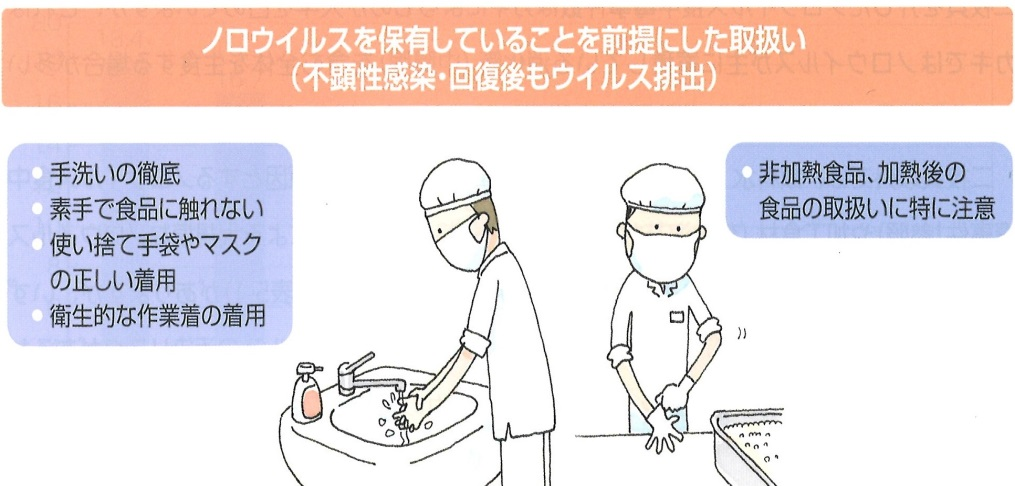 ノロウイルスを保有していることを前提にした取扱い
（不顕性感染・回復後もウイルス排出）
• 手洗いの徹底
• 素手で食品に触れない
• 使い捨て手袋やマスク
の正しい着用
• 衛生的な作業着の着用
• 非加熱食品、加熱後の
食品の取扱いに特に注意